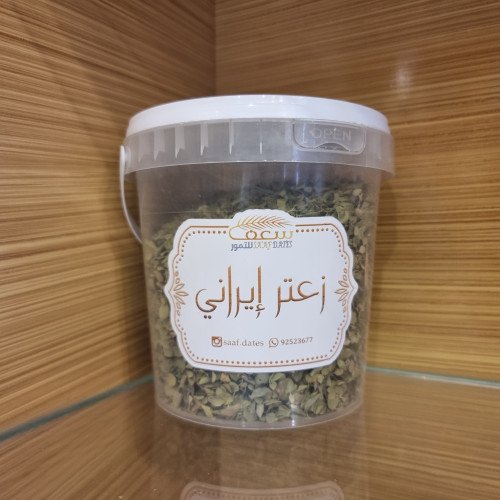 OPEN
سعف
للتمور SAAF DATES
زعتر إيراني
saaf.dates 92523677